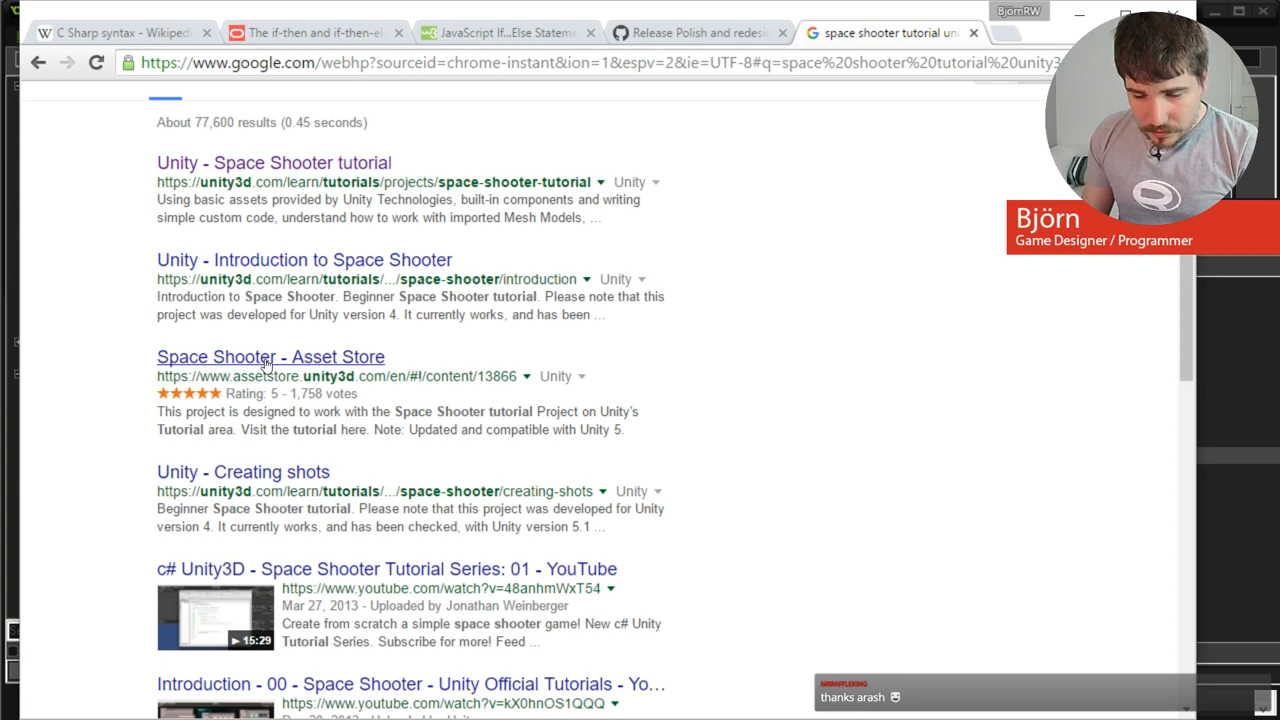 BjörnRW
C Sharp syntax - Wikiped
The if-then and if-then-el
JavaScript If...Else Stateme
Release Polish and redesi
space shooter tutorial uni
https://www.google.com/webhp?sourceid=chrome-instant&ion=1&espv=2&ie=UTF-8#q=space%20shooter%20tutorial%20unity3
About 77,600 results (0.45 seconds)
Unity - Space Shooter tutorial
https://unity3d.com/learn/tutorials/projects/space-shooter-tutorial Unity
Using basic assets provided by Unity Technologies, built-in components and writing
simple custom code, understand how to work with imported Mesh Models, ...
Björn
Game Designer / Programmer
Unity - Introduction to Space Shooter
https://unity3d.com/learn/tutorials/.../space-shooter/introduction Unity
Introduction to Space Shooter. Beginner Space Shooter tutorial. Please note that this
project was developed for Unity version 4. It currently works, and has been ...
Space Shooter - Asset Store
https://www.assetstore.unity3d.com/en/#!/content/13866 Unity
Rating: 5 - 1,758 votes
This project is designed to work with the Space Shooter tutorial Project on Unity's
Tutorial area. Visit the tutorial here. Note: Updated and compatible with Unity 5.
Unity - Creating shots
https://unity3d.com/learn/tutorials/.../space-shooter/creating-shots Unity
Beginner Space Shooter tutorial. Please note that this project was developed for Unity
version 4. It currently works, and has been checked, with Unity version 5.1 ...
c# Unity3D - Space Shooter Tutorial Series: 01 - YouTube
https://www.youtube.com/watch?v=48anhmWxT54
Mar 27, 2013 - Uploaded by Jonathan Weinberger
Create from scratch a simple space shooter game! New c# Unity
15:29
Tutorial Series. Subscribe for more! Feed ...
Introduction - 00 - Space Shooter - Unity Official Tutorials - Yo...
https://www.youtube.com/watch?v=kX0hnOS1QQQ
thanks arash